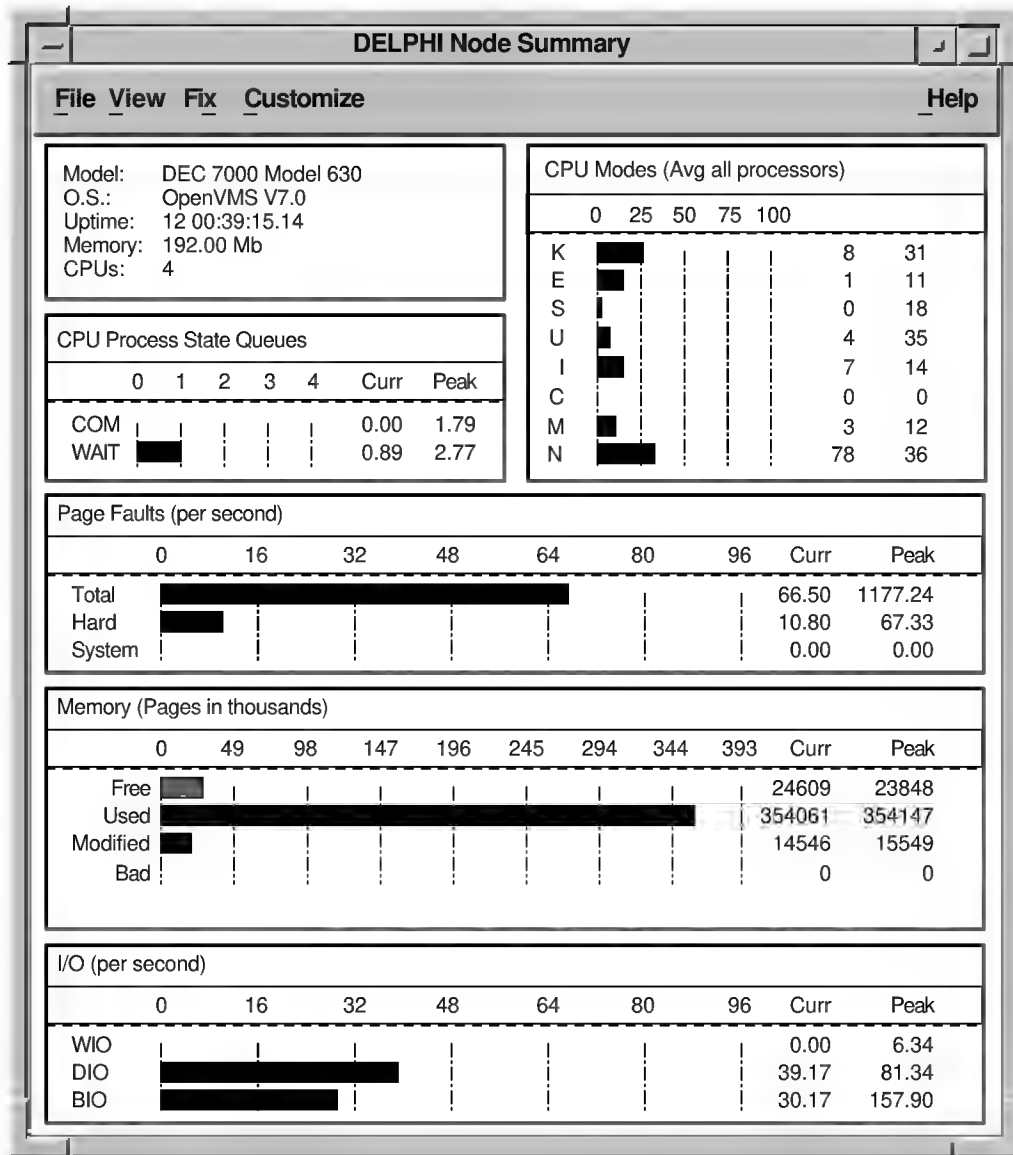 DELPHI Node Summary
File View Fix Customize Help
Model: DEC 7000 Model 630
O.S.: OpenVMS V7.0
Uptime: 12 00:39:15.14
Memory: 192.00 Mb
CPUs: 4
CPU Process State Queues
0 1 2 3 4 Curr Peak
COM 0.00 1.79
WAIT 0.89 2.77
CPU Modes (Avg all processors)
0 25 50 75 100
K 8 31
E 1 11
S 0 18
U 4 35
I 7 14
C 0 0
M 3 12
N 78 36
Page Faults (per second)
0 16 32 48 64 80 96 Curr Peak
Total 66.50 1177.24
Hard 10.80 67.33
System 0.00 0.00
Memory (Pages in thousands)
0 49 98 147 196 245 294 344 393 Curr Peak
Free 24609 23848
Used 354061 354147
Modified 14546 15549
Bad 0 0
I/O (per second)
0 16 32 48 64 80 96 Curr Peak
WIO 0.00 6.34
DIO 39.17 81.34
BIO 30.17 157.90